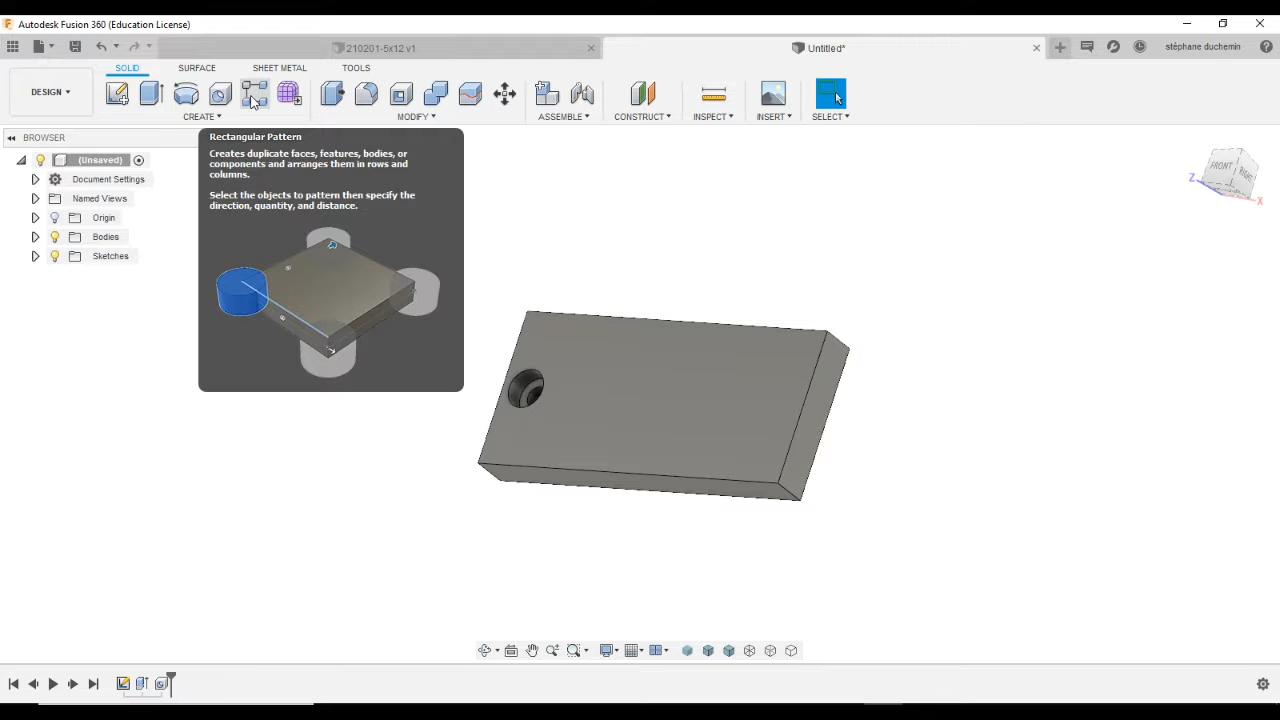 Autodesk Fusion 360 (Education License)
210201-5x12 v1
Untitled*
stéphane duchemin
SOLID
SURFACE
SHEET METAL
TOOLS
DESIGN
CREATE
MODIFY
ASSEMBLE
CONSTRUCT
INSPECT
INSERT
SELECT
BROWSER
(Unsaved)
Document Settings
Named Views
Origin
Bodies
Sketches
Rectangular Pattern
Creates duplicate faces, features, bodies, or
components and arranges them in rows and
columns.
Select the objects to pattern then specify the
direction, quantity, and distance.
FRONT
RIGHT
Z
X